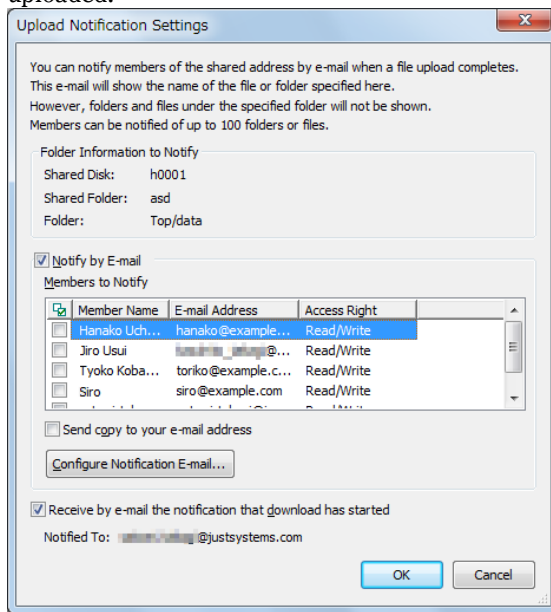 uploaded.
Upload Notification Settings
You can notify members of the shared address by e-mail when a file upload completes.
This e-mail will show the name of the file or folder specified here.
However, folders and files under the specified folder will not be shown.
Members can be notified of up to 100 folders or files.
Folder Information to Notify
Shared Disk: h0001
Shared Folder: asd
Folder: Top/data
Notify by E-mail
Members to Notify
Member Name E-mail Address Access Right
Hanako Uch... hanako@example... Read/Write
Jiro Usui @... Read/Write
Tyoko Koba... toriko@example.c... Read/Write
Siro siro@example.com Read/Write
Send copy to your e-mail address
Configure Notification E-mail...
Receive by e-mail the notification that download has started
Notified To: @justsystems.com
OK Cancel